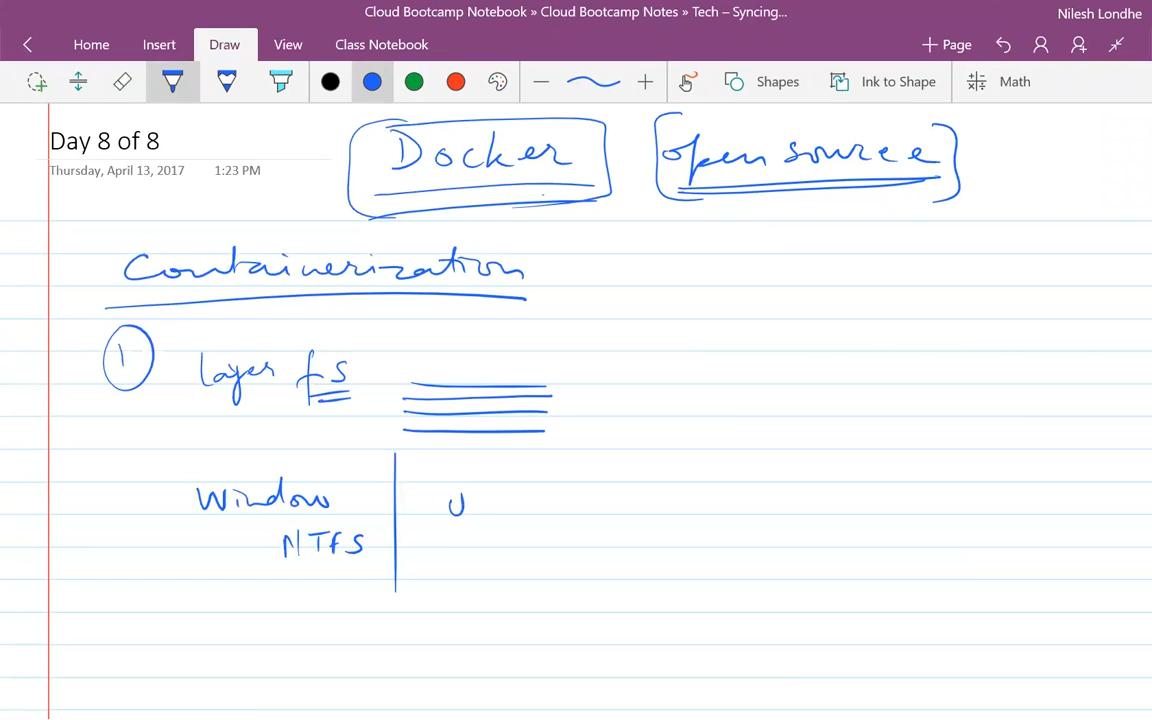 Cloud Bootcamp Notebook » Cloud Bootcamp Notes » Tech – Syncing...
Nilesh Londhe
Home Insert Draw View Class Notebook Page
Shapes Ink to Shape Math
Day 8 of 8
Thursday, April 13, 2017 1:23 PM
Docker [open source]
Containerization
1 Layer fs
Window U
NTFS